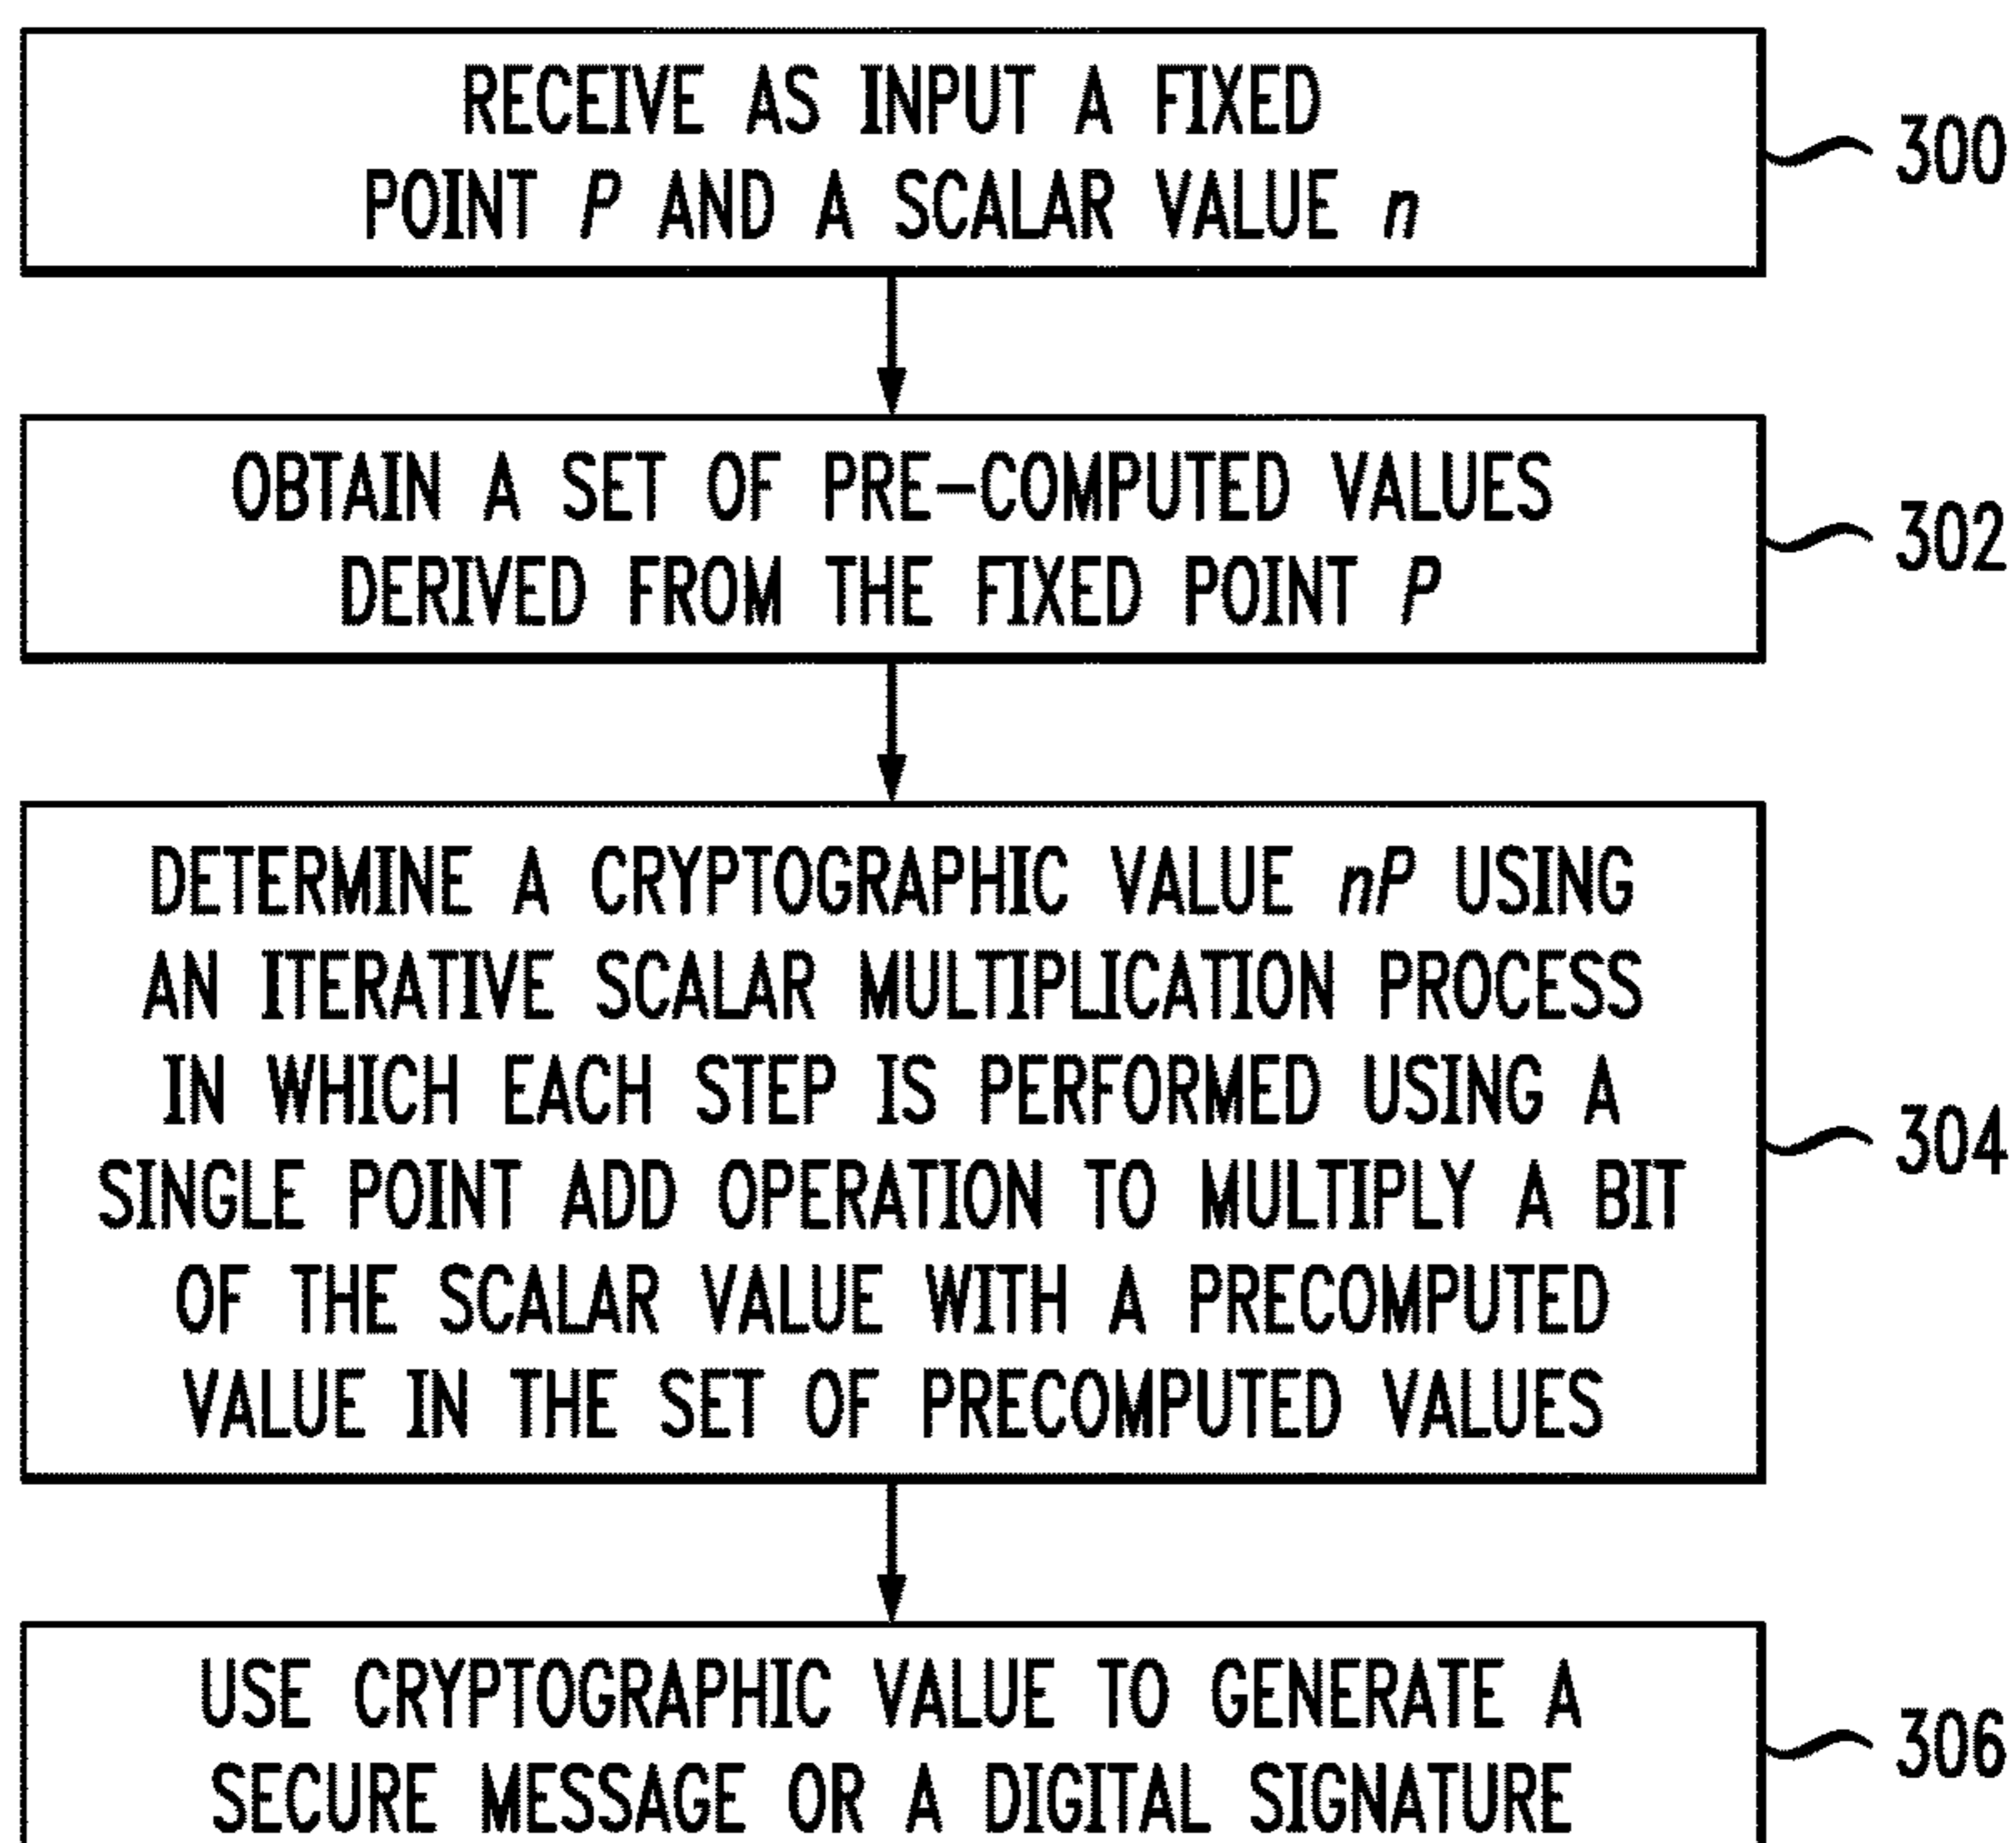 RECEIVE AS INPUT A FIXED
POINT P AND A SCALAR VALUE n
300
OBTAIN A SET OF PRE-COMPUTED VALUES
DERIVED FROM THE FIXED POINT P
302
DETERMINE A CRYPTOGRAPHIC VALUE nP USING
AN ITERATIVE SCALAR MULTIPLICATION PROCESS
IN WHICH EACH STEP IS PERFORMED USING A
SINGLE POINT ADD OPERATION TO MULTIPLY A BIT
OF THE SCALAR VALUE WITH A PRECOMPUTED
VALUE IN THE SET OF PRECOMPUTED VALUES
304
USE CRYPTOGRAPHIC VALUE TO GENERATE A
SECURE MESSAGE OR A DIGITAL SIGNATURE
306